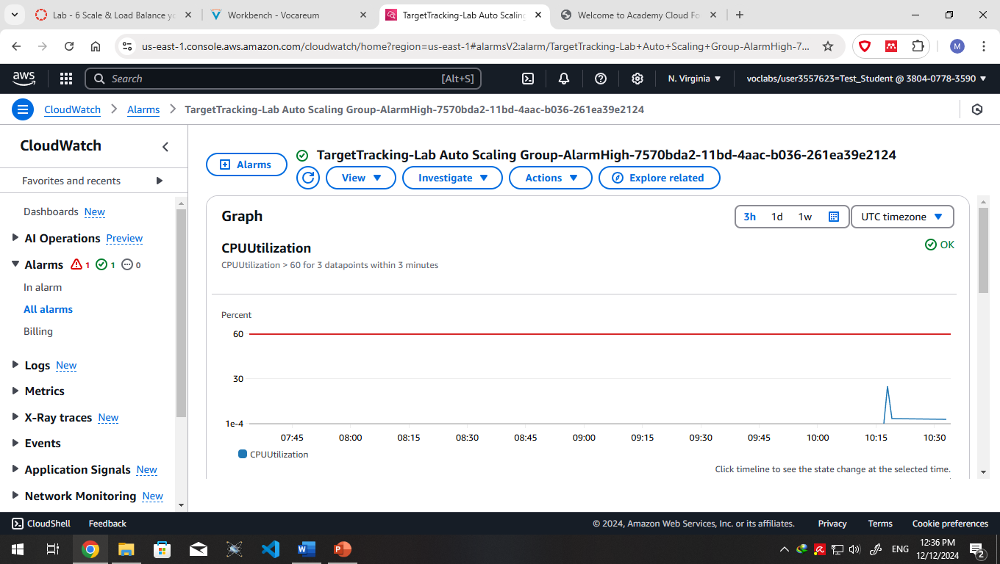 Lab - 6 Scale & Load Balance yo
Workbench - Vocareum
TargetTracking-Lab Auto Scaling
Welcome to Academy Cloud Fo
us-east-1.console.aws.amazon.com/cloudwatch/home?region=us-east-1#alarmsV2:alarm/TargetTracking-Lab+Auto+Scaling+Group-AlarmHigh-7...
M
aws
Search
[Alt+S]
N. Virginia
voclabs/user3557623=Test_Student @ 3804-0778-3590
CloudWatch
Alarms
TargetTracking-Lab Auto Scaling Group-AlarmHigh-7570bda2-11bd-4aac-b036-261ea39e2124
CloudWatch
Favorites and recents
Dashboards New
AI Operations Preview
Alarms 1 1 0
In alarm
All alarms
Billing
Logs New
Metrics
X-Ray traces New
Events
Application Signals New
Network Monitoring New
Alarms
TargetTracking-Lab Auto Scaling Group-AlarmHigh-7570bda2-11bd-4aac-b036-261ea39e2124
View
Investigate
Actions
Explore related
Graph
3h 1d 1w
UTC timezone
CPUUtilization
OK
CPUUtilization > 60 for 3 datapoints within 3 minutes
Percent
60
30
1e-4
07:45 08:00 08:15 08:30 08:45 09:00 09:15 09:30 09:45 10:00 10:15 10:30
CPUUtilization
Click timeline to see the state change at the selected time.
CloudShell
Feedback
© 2024, Amazon Web Services, Inc. or its affiliates.
Privacy
Terms
Cookie preferences
ENG
12:36 PM
12/12/2024
2